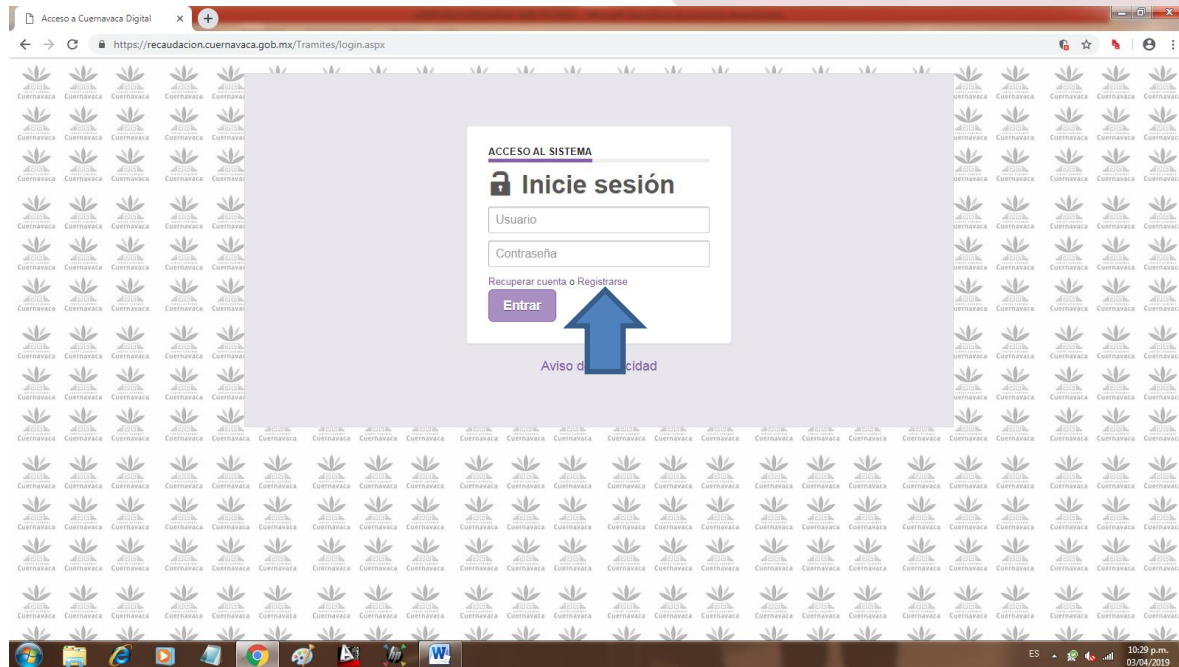 Acceso a Cuernavaca Digital
https://recaudacion.cuernavaca.gob.mx/Tramites/login.aspx
ACCESO AL SISTEMA
Inicie sesión
Usuario
Contraseña
Recuperar cuenta o Registrarse
Entrar
Aviso d cidad
Cuernavaca
ES
10:29 p.m.
03/04/2019